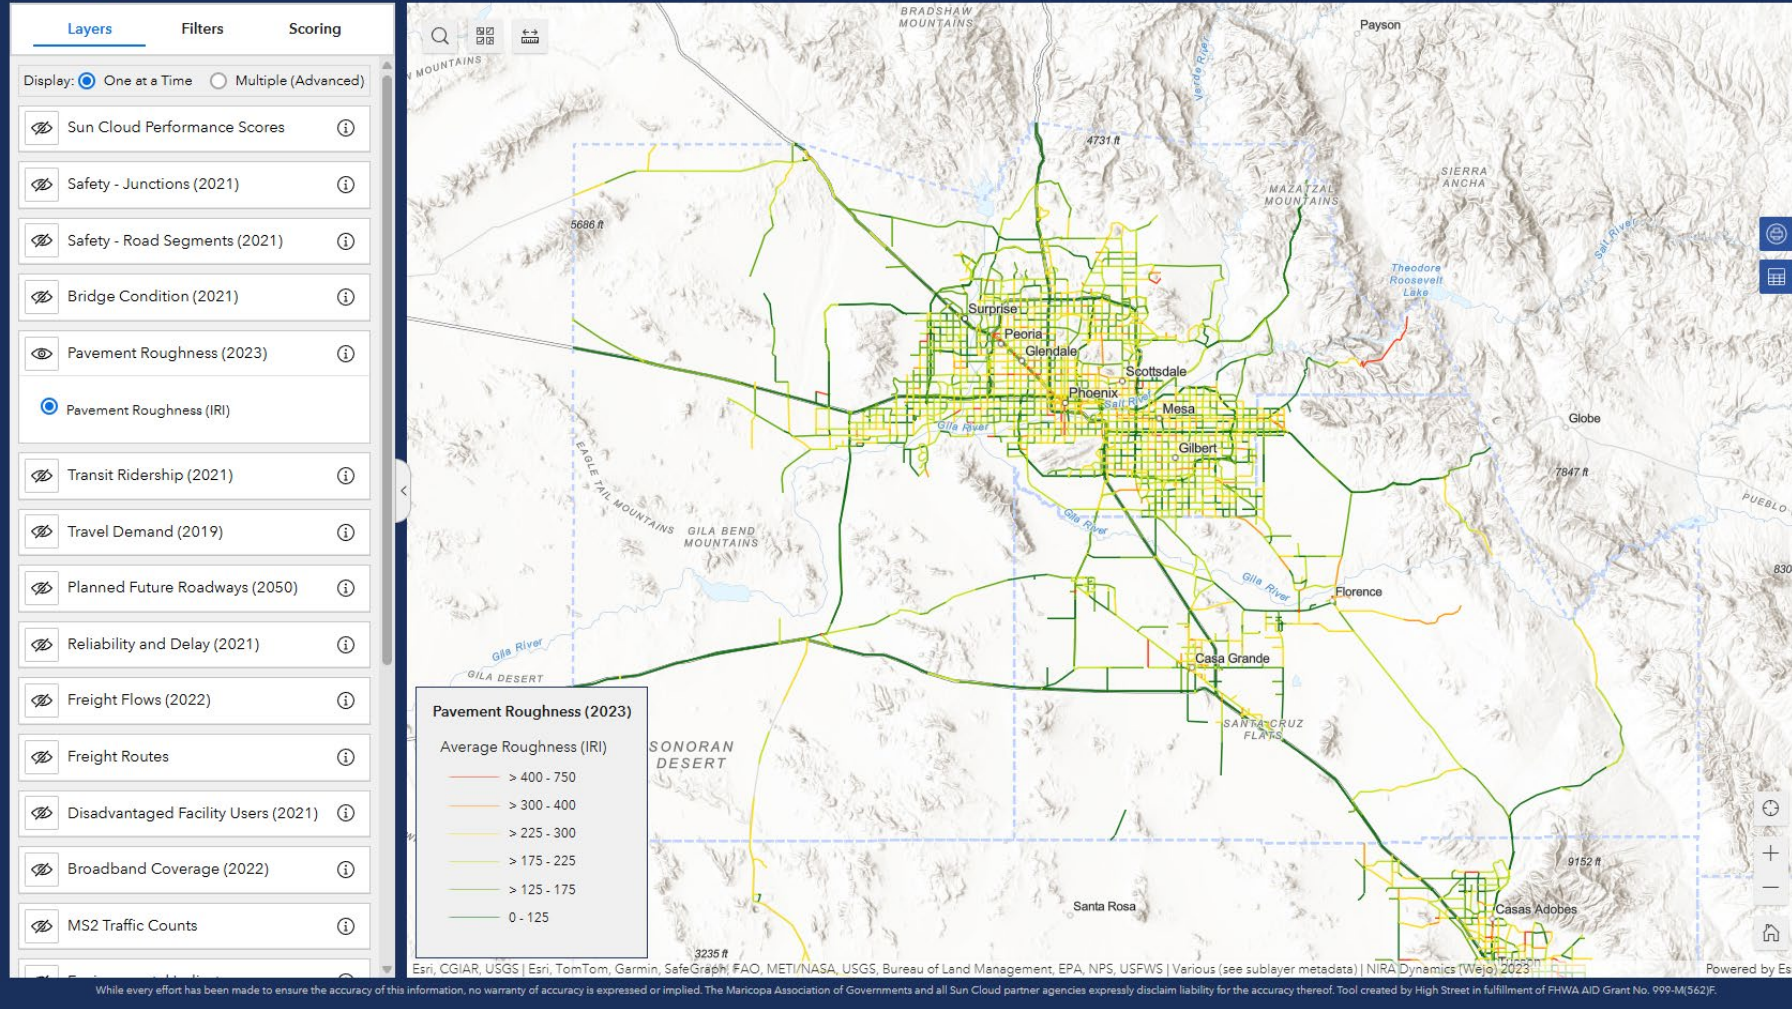 Layers Filters Scoring
Display: One at a Time Multiple (Advanced)
Sun Cloud Performance Scores
Safety - Junctions (2021)
Safety - Road Segments (2021)
Bridge Condition (2021)
Pavement Roughness (2023)
Pavement Roughness (IRI)
Transit Ridership (2021)
Travel Demand (2019)
Planned Future Roadways (2050)
Reliability and Delay (2021)
Freight Flows (2022)
Freight Routes
Disadvantaged Facility Users (2021)
Broadband Coverage (2022)
MS2 Traffic Counts
BRADSHAW
MOUNTAINS
Payson
MOUNTAINS
Verde River
4731 ft
SIERRA
ANCHA
MAZATZAL
MOUNTAINS
5686 ft
Salt River
Theodore
Roosevelt
Lake
Surprise
Peoria
Glendale
Scottsdale
Phoenix
Salt River
Mesa
Globe
Gila River
Gilbert
EAGLE TAIL MOUNTAINS
7847 ft
PUEBLO
GILA BEND
MOUNTAINS
Gila River
830
Gila River
Florence
Gila River
Casa Grande
GILA DESERT
SANTA CRUZ
FLATS
SONORAN
DESERT
9152 ft
Santa Rosa
Casas Adobes
3235 ft
Tucson
Pavement Roughness (2023)
Average Roughness (IRI)
> 400 - 750
> 300 - 400
> 225 - 300
> 175 - 225
> 125 - 175
0 - 125
Esri, CGIAR, USGS | Esri, TomTom, Garmin, SafeGraph, FAO, METI/NASA, USGS, Bureau of Land Management, EPA, NPS, USFWS | Various (see sublayer metadata) | NIRA Dynamics (Wejo) 2023 Powered by Es
While every effort has been made to ensure the accuracy of this information, no warranty of accuracy is expressed or implied. The Maricopa Association of Governments and all Sun Cloud partner agencies expressly disclaim liability for the accuracy thereof. Tool created by High Street in fulfillment of FHWA AID Grant No. 999-M(562)F.